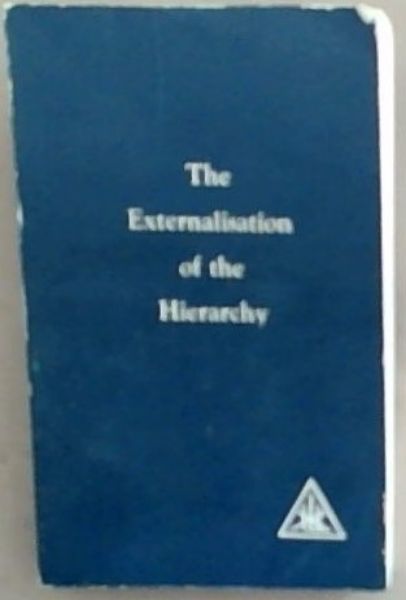 The
Externalisation
of the
Hierarchy